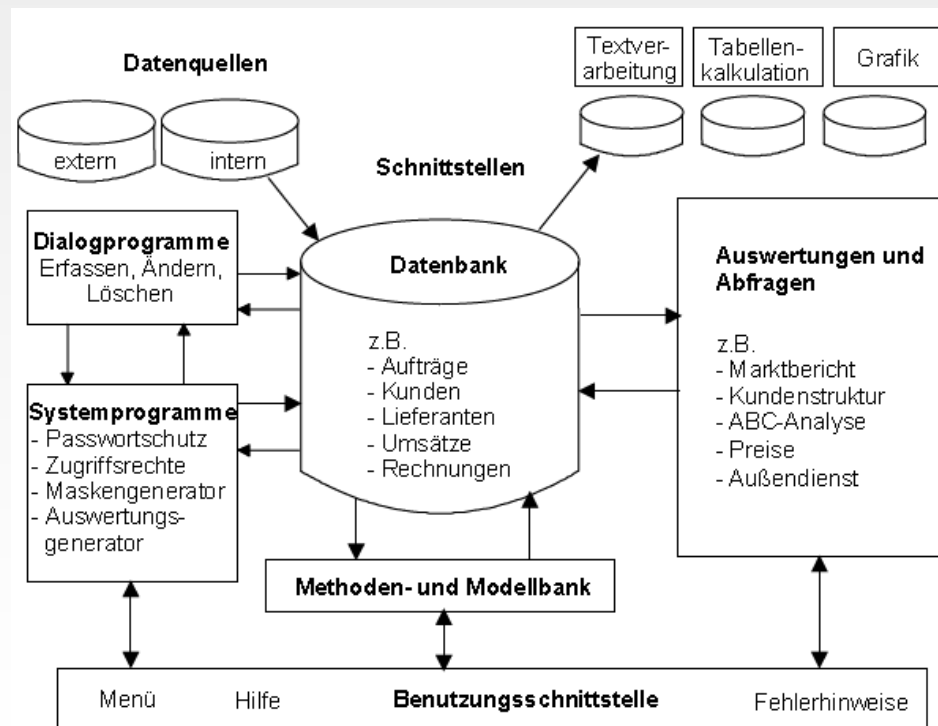 Datenquellen
extern
intern
Textver-
arbeitung
Tabellen-
kalkulation
Grafik
Schnittstellen
Dialogprogramme
Erfassen, Ändern,
Löschen
Systemprogramme
- Passwortschutz
- Zugriffsrechte
- Maskengenerator
- Auswertungs-
generator
Datenbank
z.B.
- Aufträge
- Kunden
- Lieferanten
- Umsätze
- Rechnungen
Auswertungen und
Abfragen
z.B.
- Marktbericht
- Kundenstruktur
- ABC-Analyse
- Preise
- Außendienst
Methoden- und Modellbank
Menü Hilfe Benutzungsschnittstelle Fehlerhinweise